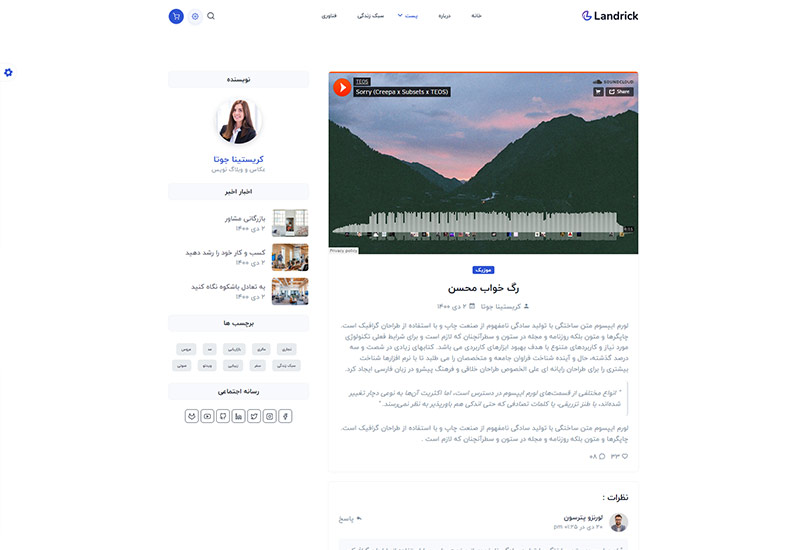 Landrick
خانه
درباره
پست
سبک زندگی
فناوری
TEOS
Sorry (Creepa x Subsets x TEOS)
SOUNDCLOUD
Share
Privacy policy
موزیک
رگ خواب محسن
کریستینا جوتا
۲ دی ۱۴۰۰
لورم ایپسوم متن ساختگی با تولید سادگی نامفهوم از صنعت چاپ و با استفاده از طراحان گرافیک است.
چاپگرها و متون بلکه روزنامه و مجله در ستون و سطرآنچنان که لازم است و برای شرایط فعلی تکنولوژی
مورد نیاز و کاربردهای متنوع با هدف بهبود ابزارهای کاربردی می باشد. کتابهای زیادی در شصت و سه
درصد گذشته، حال و آینده شناخت فراوان جامعه و متخصصان را می طلبد تا با نرم افزارها شناخت
بیشتری را برای طراحان رایانه ای علی الخصوص طراحان خلاقی و فرهنگ پیشرو در زبان فارسی ایجاد کرد.
" انواع مختلفی از قسمت‌های لورم ایپسوم در دسترس است، اما اکثریت آن‌ها به نوعی دچار تغییر
شده‌اند، با طنز تزریقی، یا کلمات تصادفی که حتی اندکی هم باورپذیر به نظر نمی‌رسند. "
لورم ایپسوم متن ساختگی با تولید سادگی نامفهوم از صنعت چاپ و با استفاده از طراحان گرافیک است.
چاپگرها و متون بلکه روزنامه و مجله در ستون و سطرآنچنان که لازم است .
۳۳
۰۸
نظرات :
لورنزو پترسون
۲۰ دی در ۰۱:۲۵ pm
پاسخ
نویسنده
کریستینا جوتا
عکاس و وبلاگ نویس
اخبار اخیر
بازرگانی مشاور
۲ دی ۱۴۰۰
کسب و کار خود را رشد دهید
۲ دی ۱۴۰۰
به تعادل باشکوه نگاه کنید
۲ دی ۱۴۰۰
برچسب ها
تجاری
مالی
بازاریابی
مد
عروس
سبک زندگی
سفر
زیبایی
ویدئو
صوتی
رسانه اجتماعی